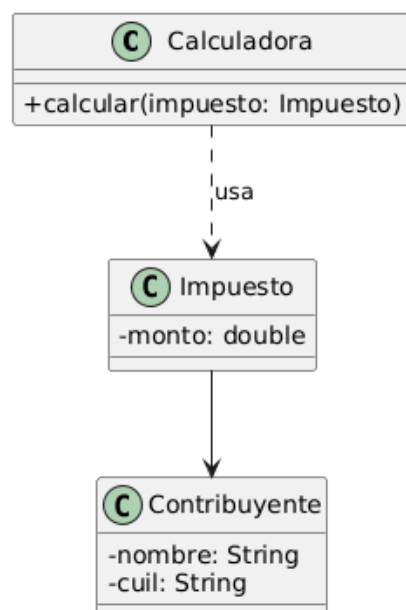 C Calculadora
+calcular(impuesto: Impuesto)
usa
C Impuesto
-monto: double
C Contribuyente
-nombre: String
-cuil: String